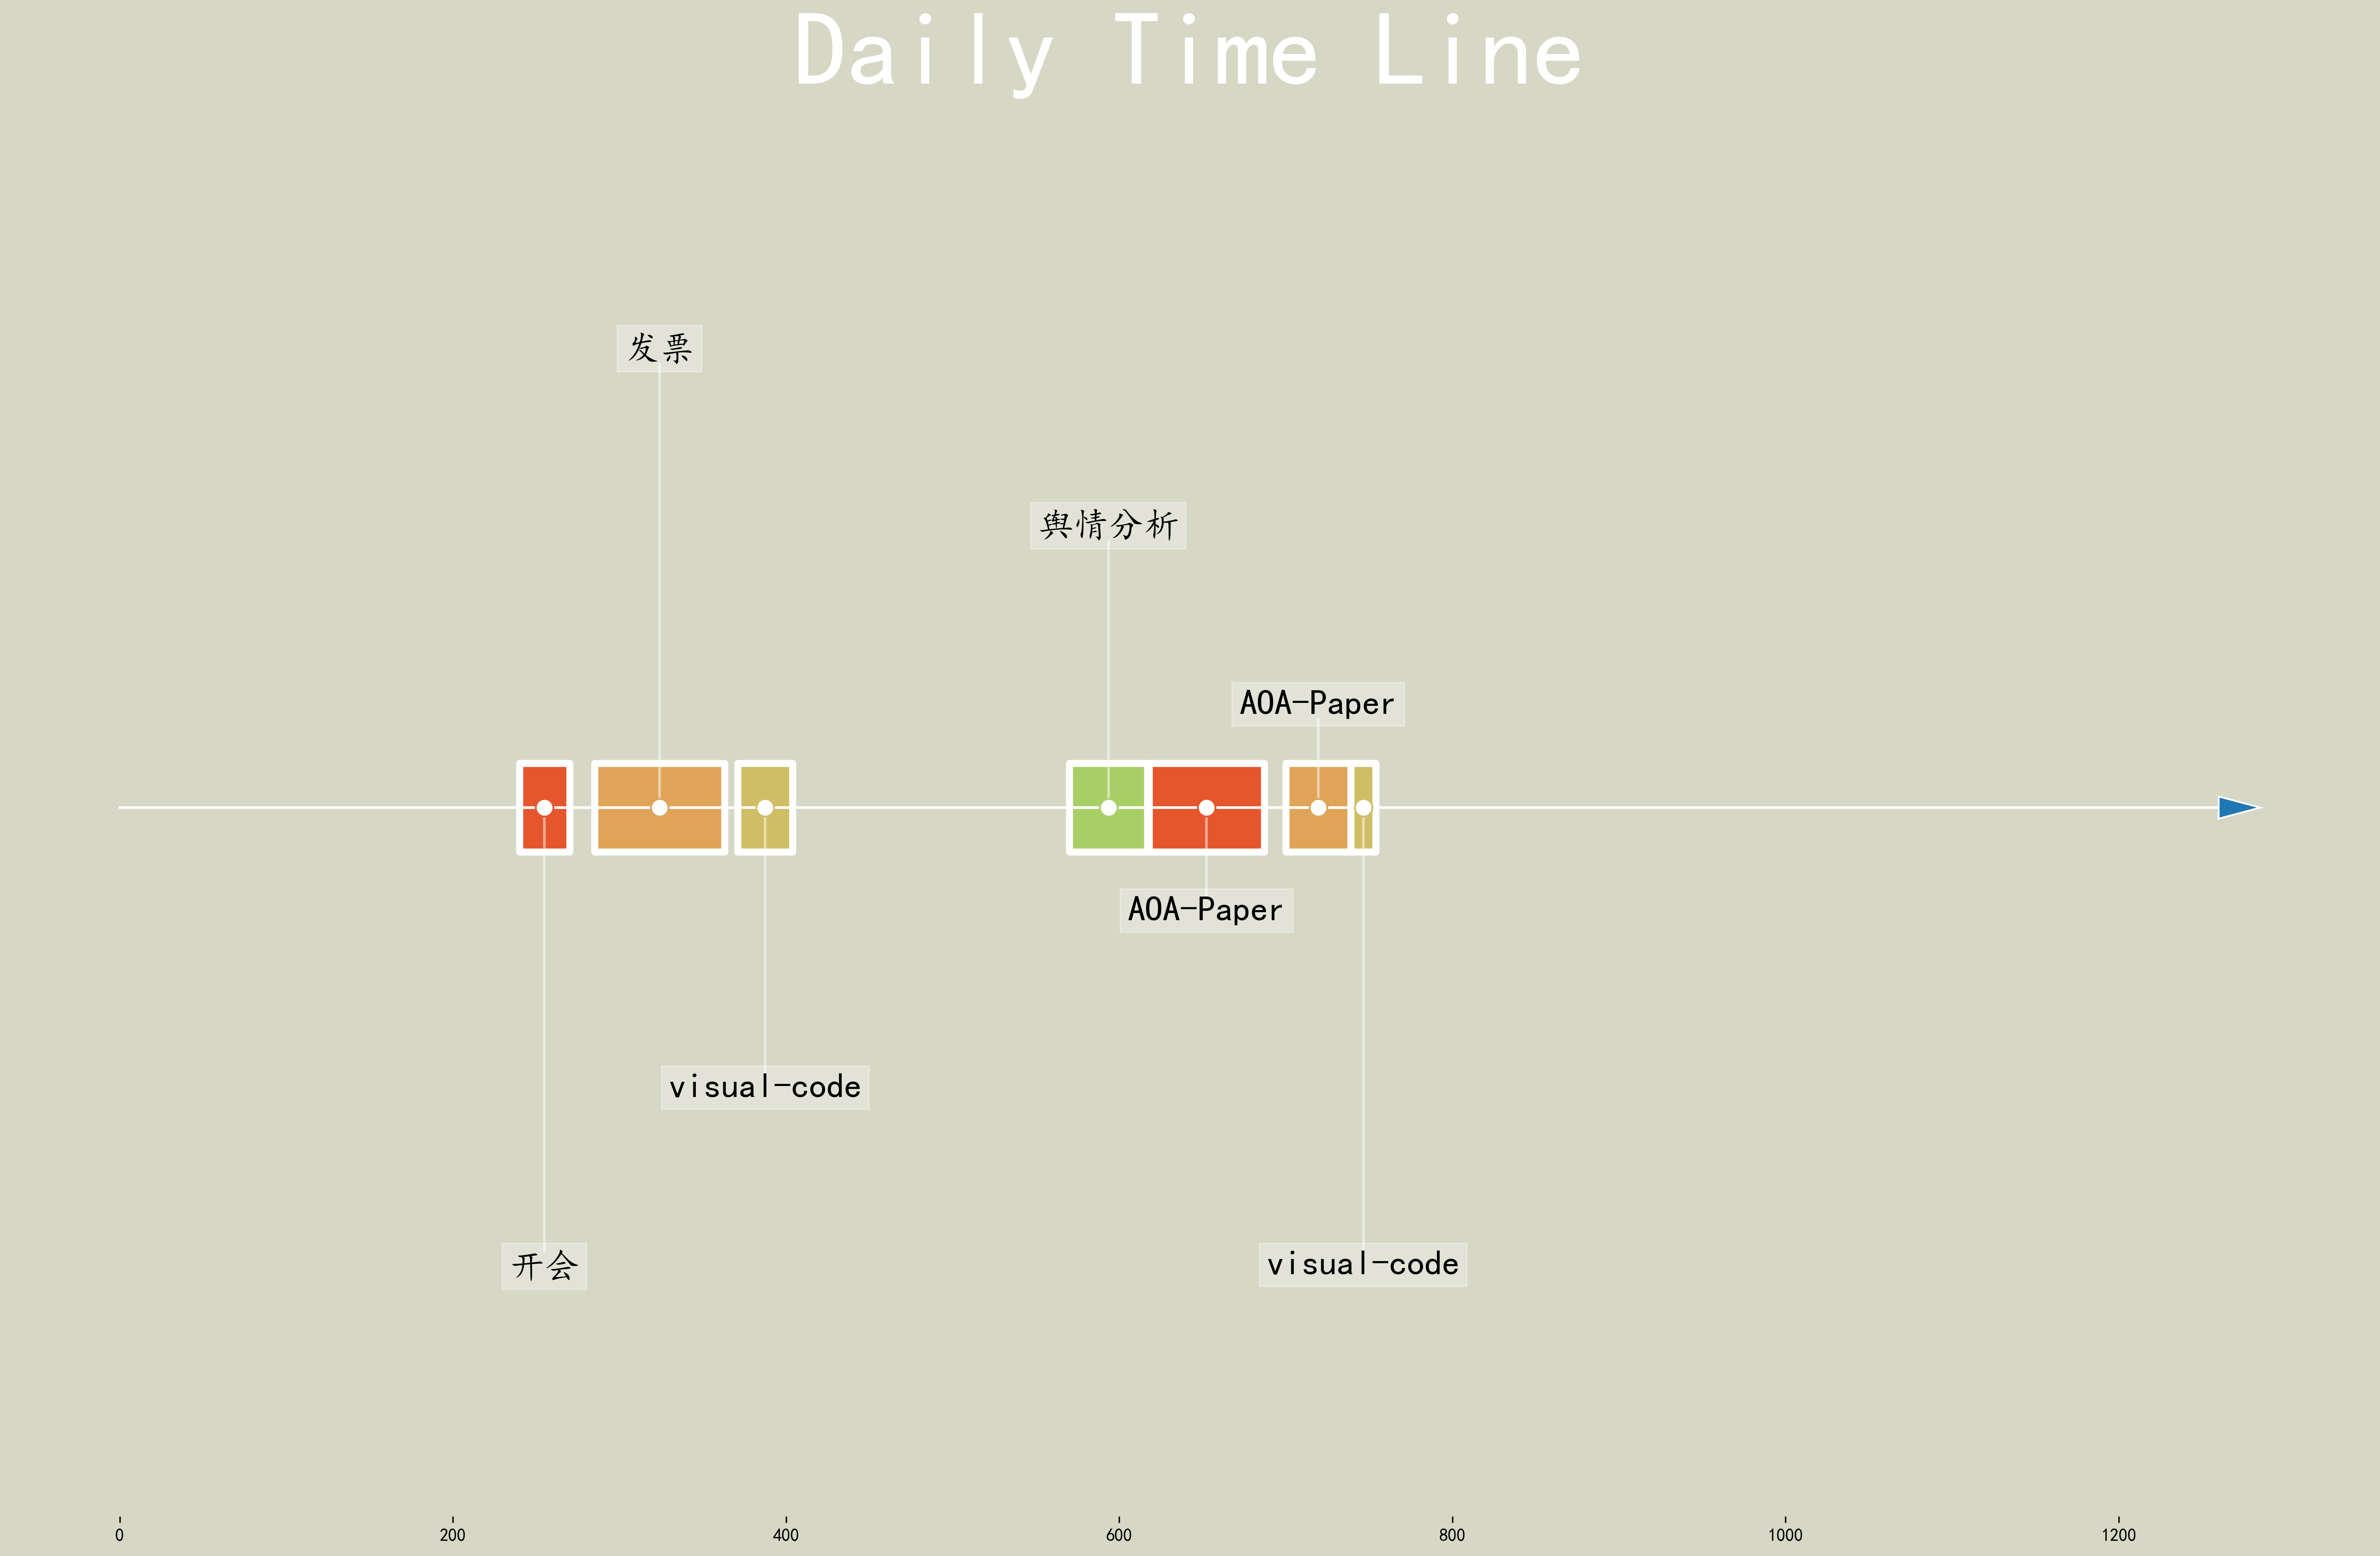 Daily Time Line
发票
舆情分析
AOA-Paper
AOA-Paper
visual-code
开会
visual-code
0 200 400 600 800 1000 1200